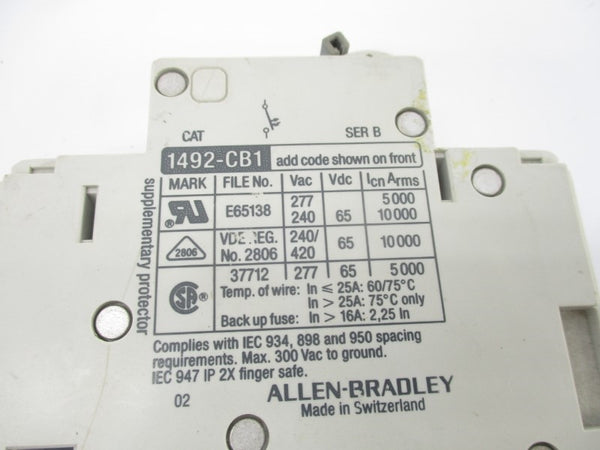 CAT SER B
1492-CB1 add code shown on front
MARK FILE No. Vac Vdc Icn Arms
RU® E65138 277 65 5000
240 10000
2806 VDE REG. 240/ 65 10000
No. 2806 420
SA® 37712 277 65 5000
Temp. of wire: In ≤ 25A: 60/75°C
In > 25A: 75°C only
Back up fuse: In > 16A: 2,25 In
supplementary protector
Complies with IEC 934, 898 and 950 spacing
requirements. Max. 300 Vac to ground.
IEC 947 IP 2X finger safe.
02 ALLEN-BRADLEY
Made in Switzerland